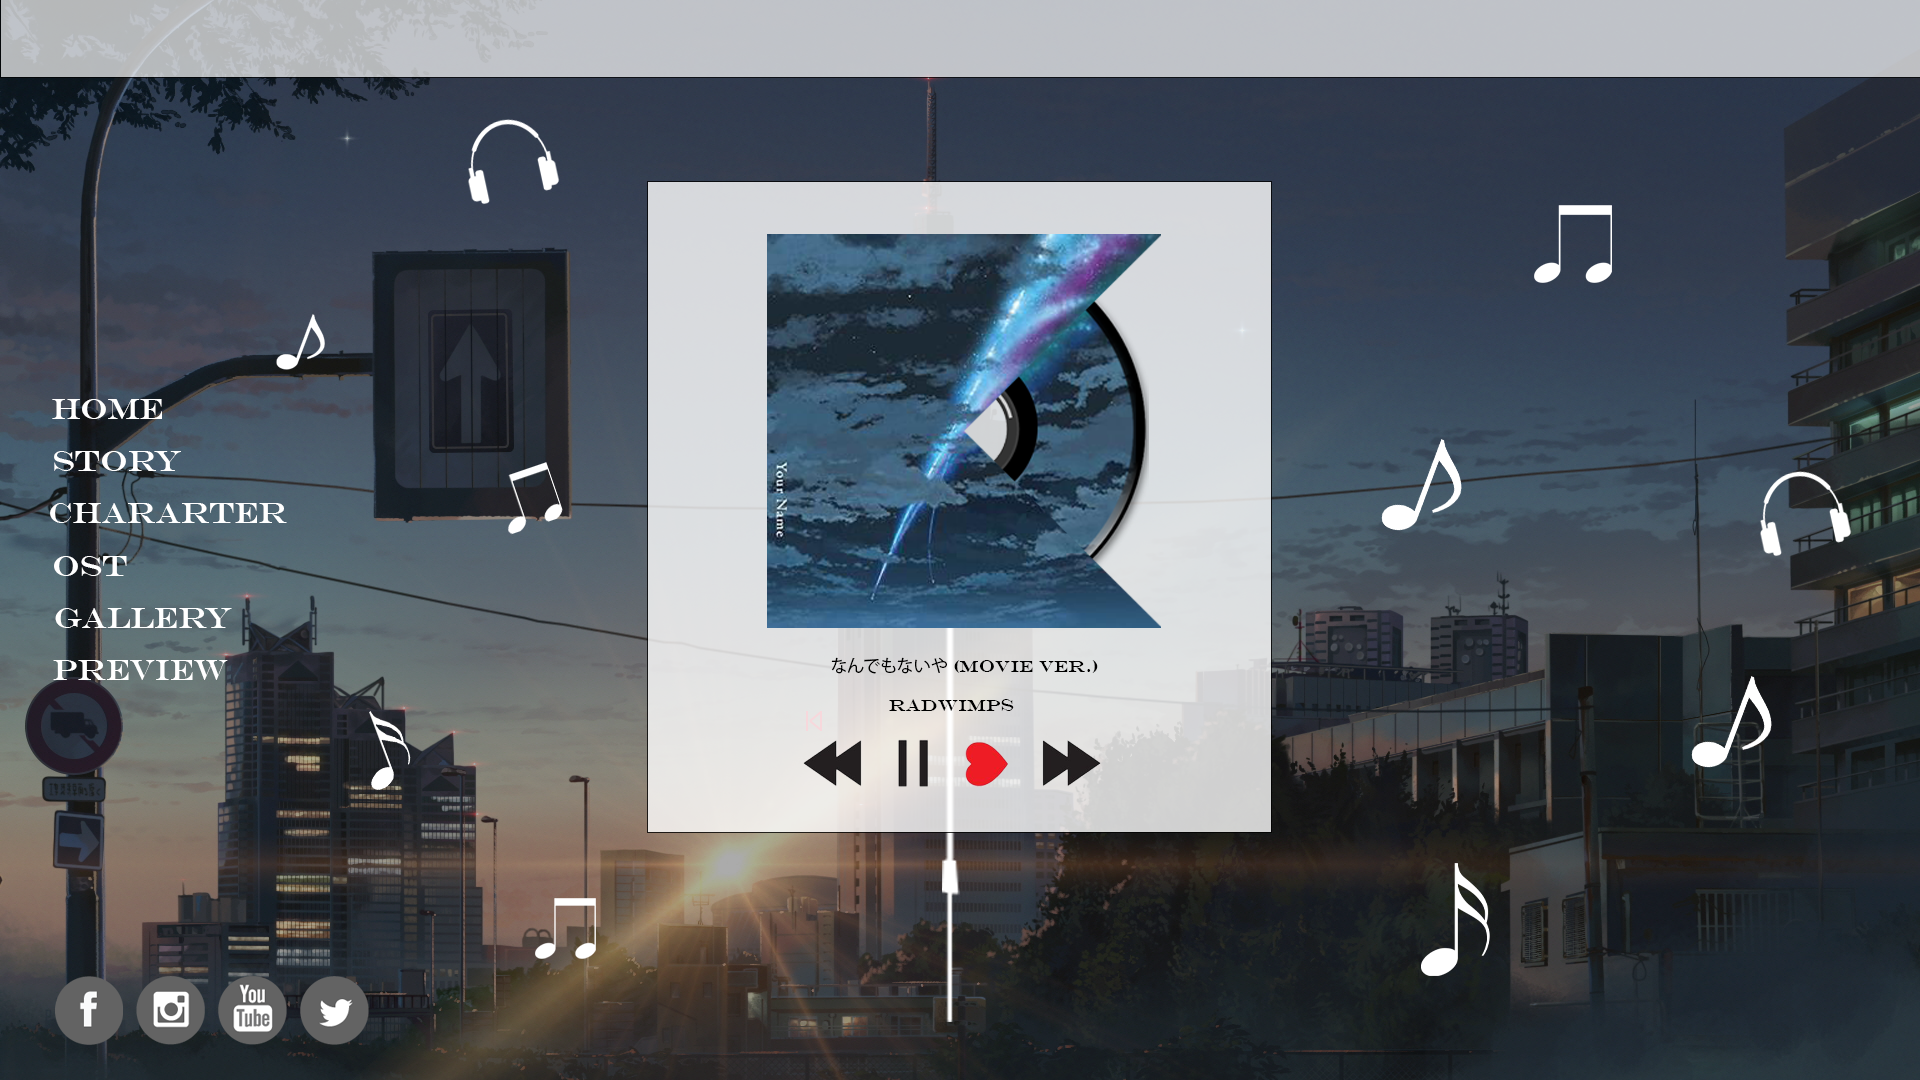 HOME
STORY
CHARARTER
OST
GALLERY
PREVIEW
Your Name
なんでもないや (MOVIE VER.)
RADWIMPS
f
You
Tube